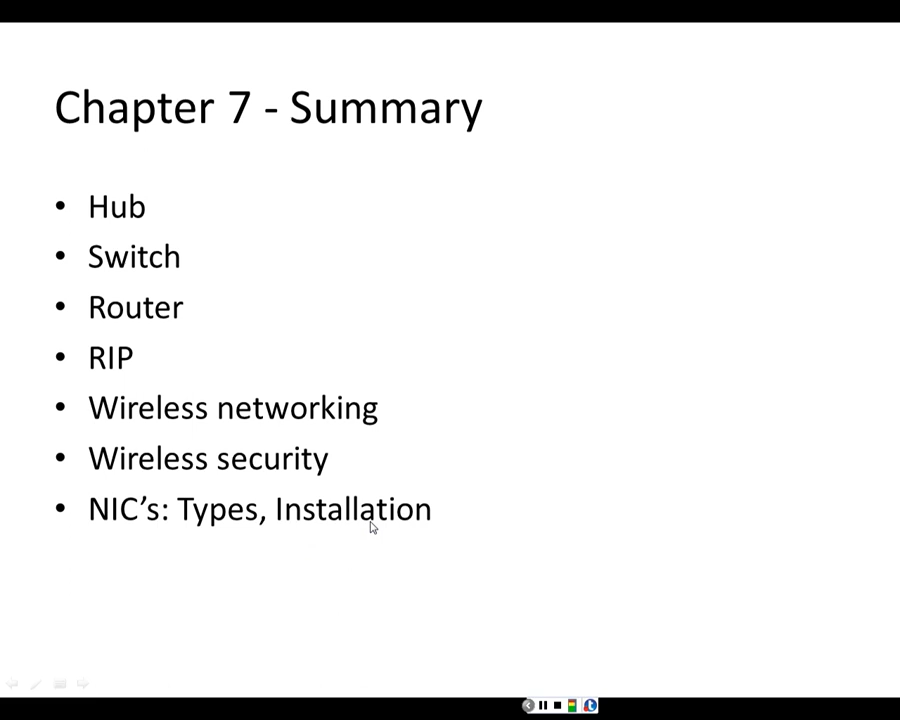 Chapter 7 - Summary
• Hub
• Switch
• Router
• RIP
• Wireless networking
• Wireless security
• NIC’s: Types, Installation